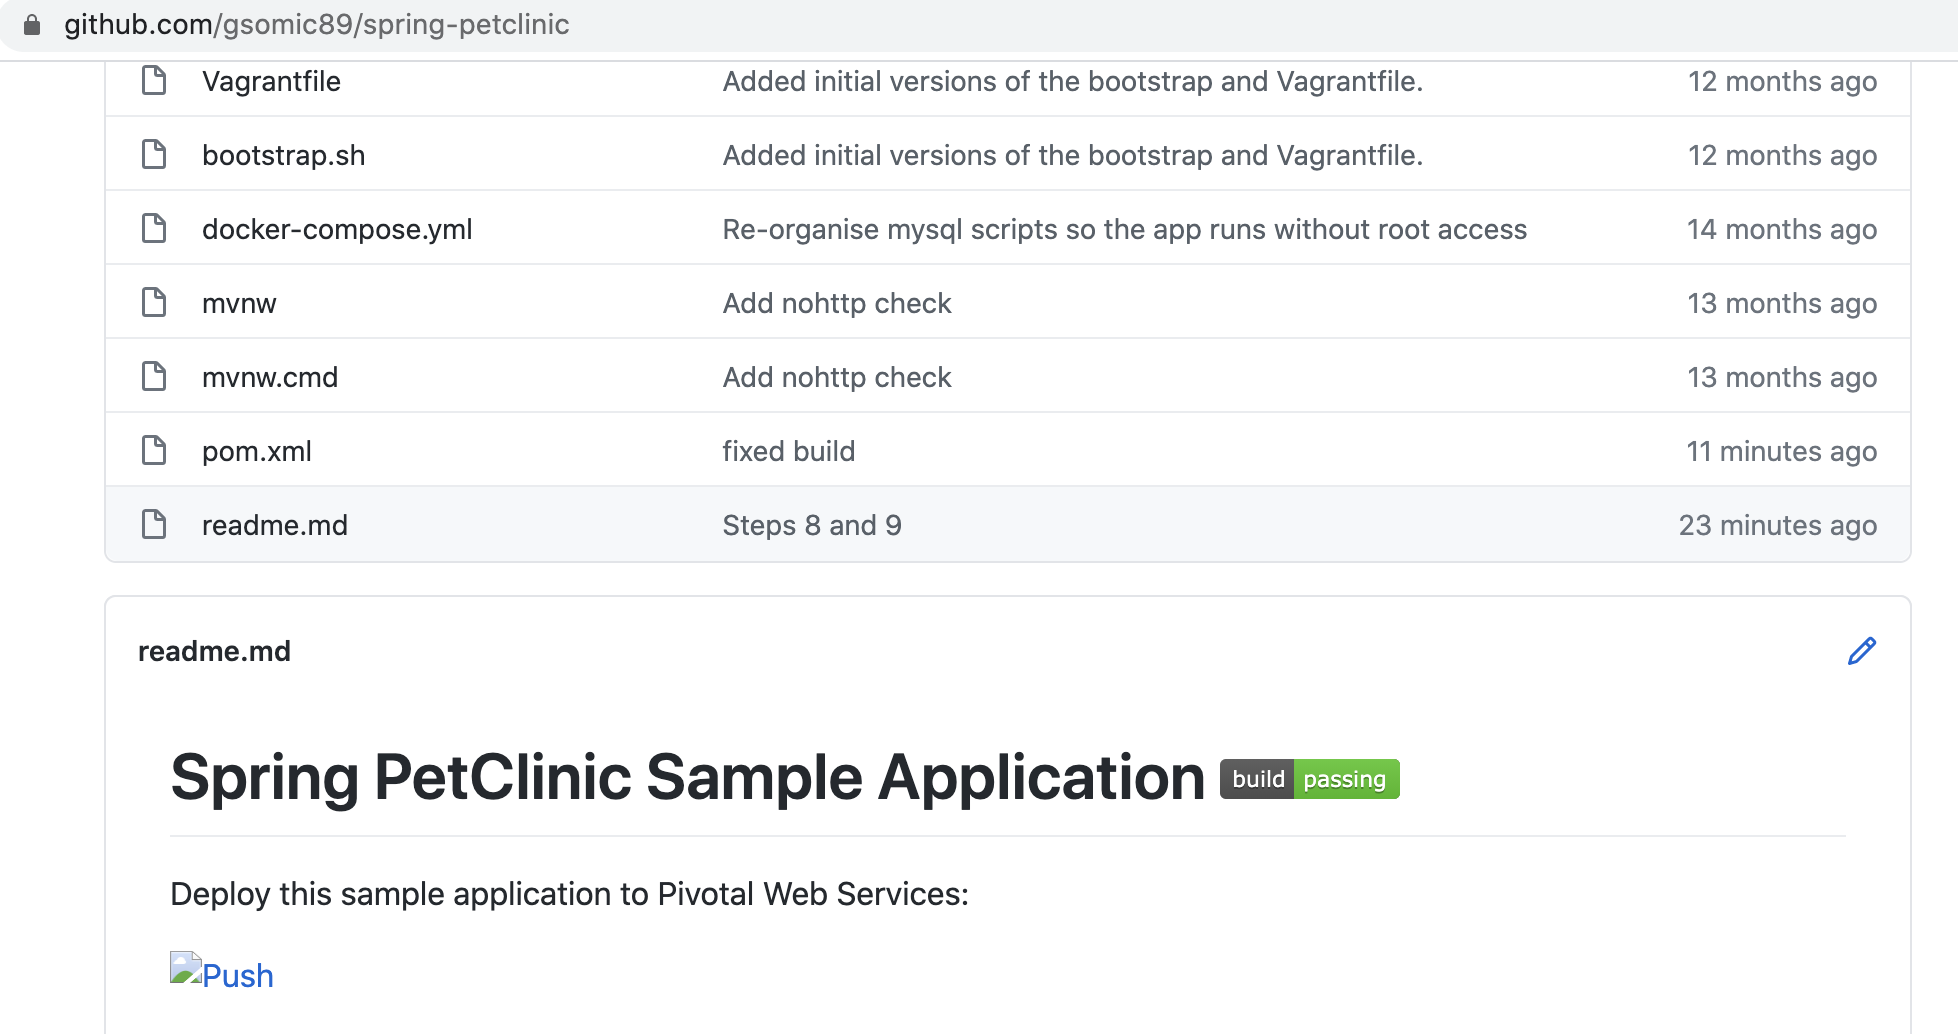 github.com/gsomic89/spring-petclinic
Vagrantfile Added initial versions of the bootstrap and Vagrantfile. 12 months ago
bootstrap.sh Added initial versions of the bootstrap and Vagrantfile. 12 months ago
docker-compose.yml Re-organise mysql scripts so the app runs without root access 14 months ago
mvnw Add nohttp check 13 months ago
mvnw.cmd Add nohttp check 13 months ago
pom.xml fixed build 11 minutes ago
readme.md Steps 8 and 9 23 minutes ago
readme.md
Spring PetClinic Sample Application build passing
Deploy this sample application to Pivotal Web Services:
Push